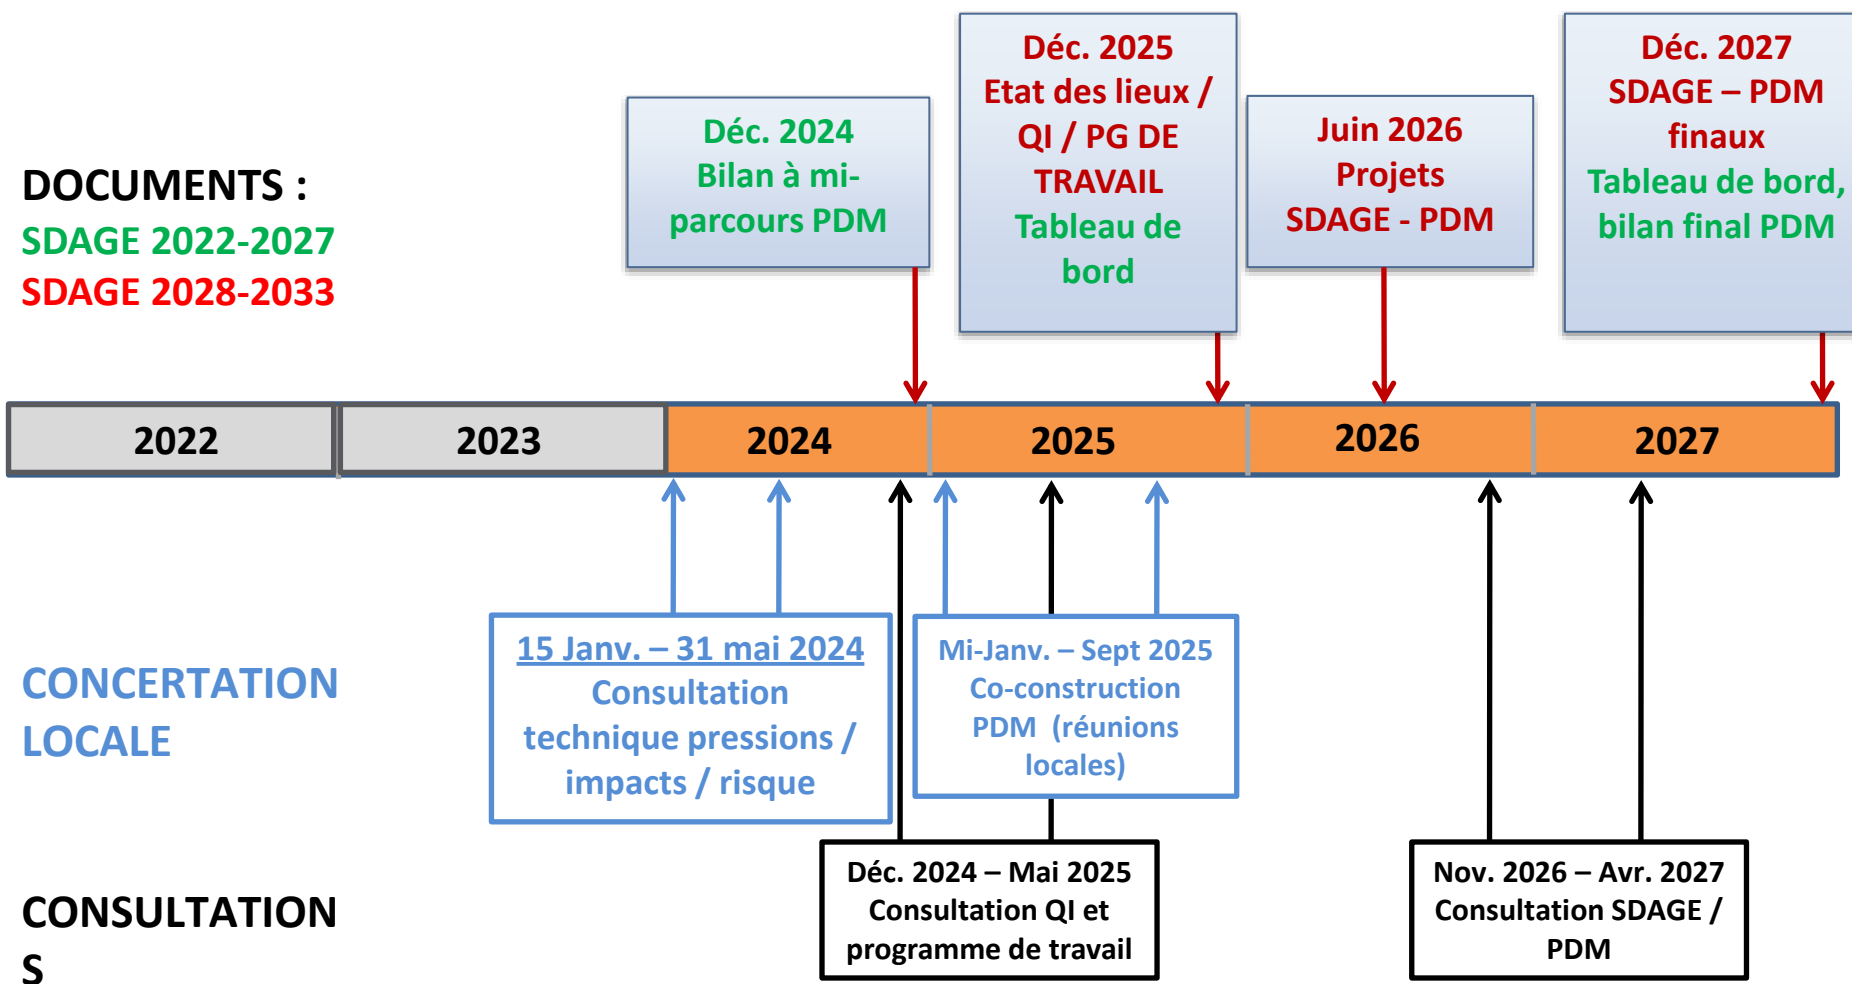 DOCUMENTS :
SDAGE 2022-2027
SDAGE 2028-2033
Déc. 2024
Bilan à mi-
parcours PDM
Déc. 2025
Etat des lieux /
QI / PG DE
TRAVAIL
Tableau de
bord
Juin 2026
Projets
SDAGE - PDM
Déc. 2027
SDAGE – PDM
finaux
Tableau de bord,
bilan final PDM
2022
2023
2024
2025
2026
2027
CONCERTATION
LOCALE
15 Janv. – 31 mai 2024
Consultation
technique pressions /
impacts / risque
Mi-Janv. – Sept 2025
Co-construction
PDM (réunions
locales)
CONSULTATION
S
Déc. 2024 – Mai 2025
Consultation QI et
programme de travail
Nov. 2026 – Avr. 2027
Consultation SDAGE /
PDM